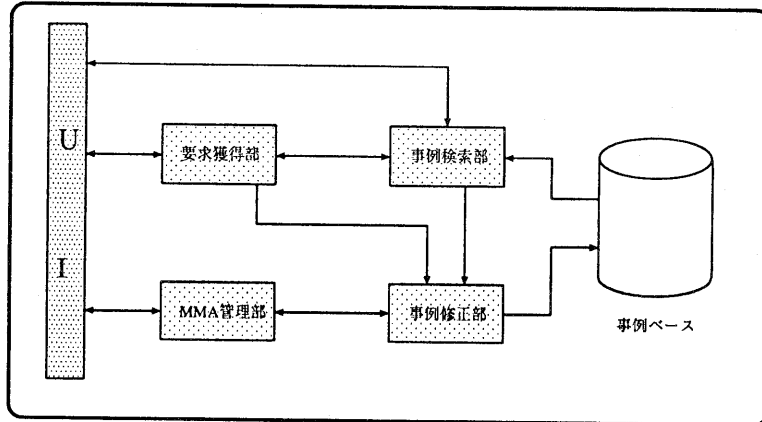 U
I
要求獲得部
事例検索部
MMA管理部
事例修正部
事例ベース